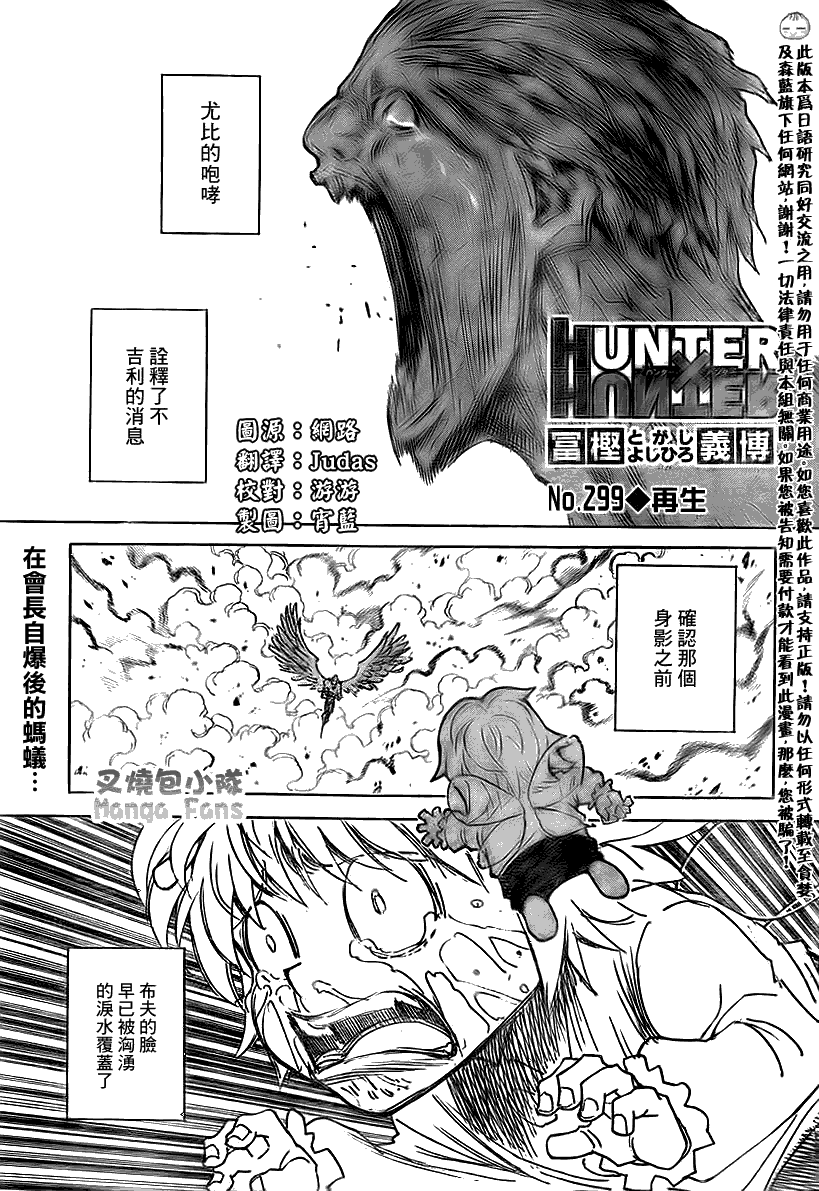 此版本爲日語研究同好交流之用,請勿用于任何商業用途。如您喜歡此作品,請支持正版!請勿以任何形式轉載至貪婪
及森藍旗下任何網站,謝謝!一切法律責任與本組無關。如果您被告知需要付款才能看到此漫畫,那麼,您被騙了!
尤比的咆哮
HUNTER
×
HUNTER
冨樫義博
とがし
よしひろ
No.299◆再生
詮釋了不
吉利的消息
圖源:網路
翻譯:Judas
校對:游游
製圖:宵藍
確認那個
身影之前
在會長自爆後的螞蟻…
叉燒包小隊
Manga Fans
布夫的臉
早已被洶湧
的淚水覆蓋了